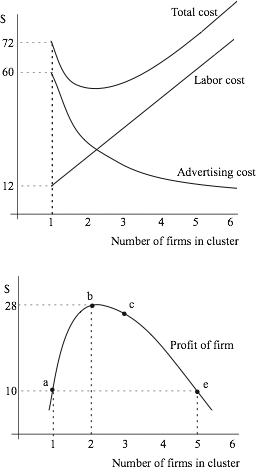 $
Total cost
72
60
Labor cost
Advertising cost
12
1 2 3 4 5 6
Number of firms in cluster
$
b
28
c
Profit of firm
a
e
10
1 2 3 4 5 6
Number of firms in cluster